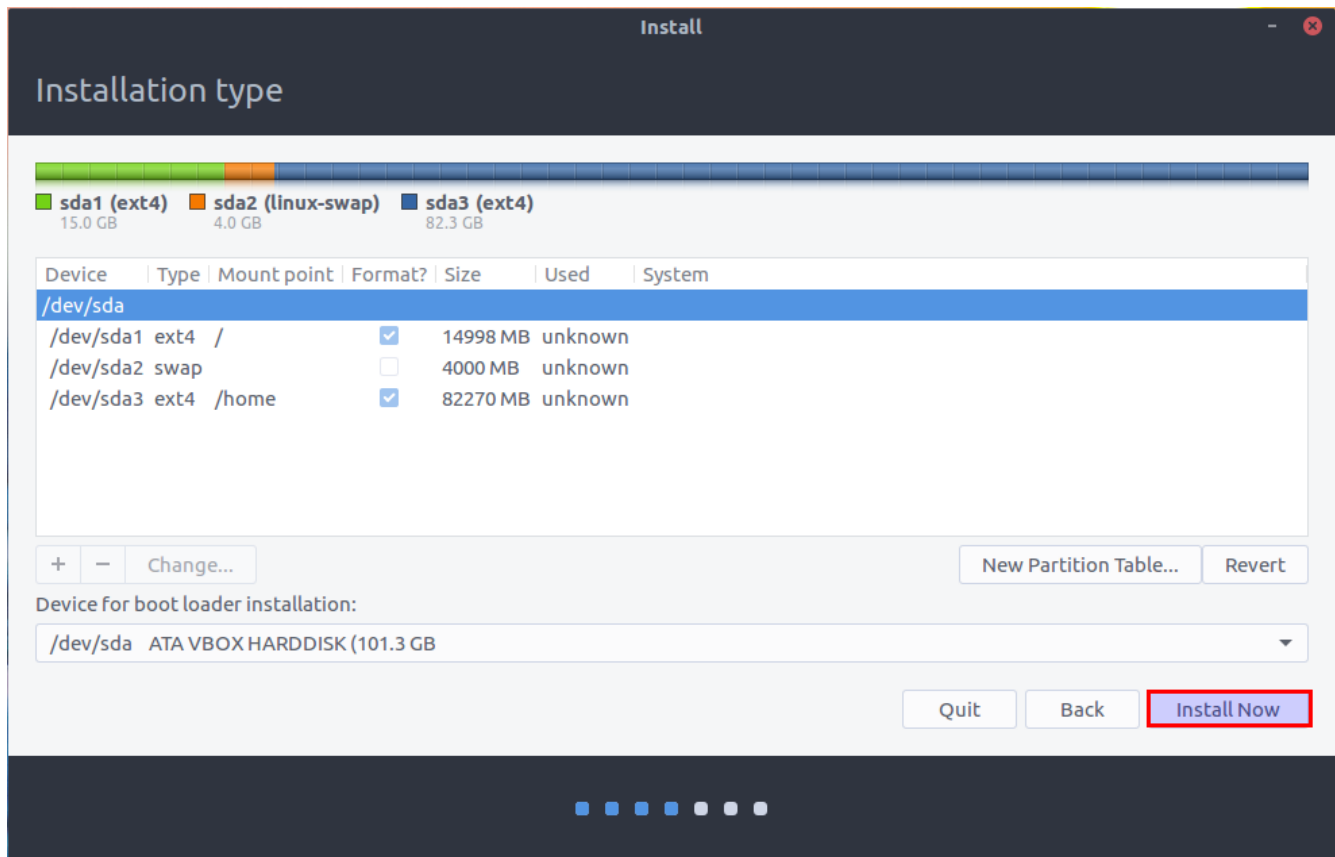 Install
Installation type
sda1 (ext4) sda2 (linux-swap) sda3 (ext4)
15.0 GB 4.0 GB 82.3 GB
Device Type Mount point Format? Size Used System
/dev/sda
/dev/sda1 ext4 / 14998 MB unknown
/dev/sda2 swap 4000 MB unknown
/dev/sda3 ext4 /home 82270 MB unknown
+ − Change... New Partition Table... Revert
Device for boot loader installation:
/dev/sda ATA VBOX HARDDISK (101.3 GB
Quit Back Install Now